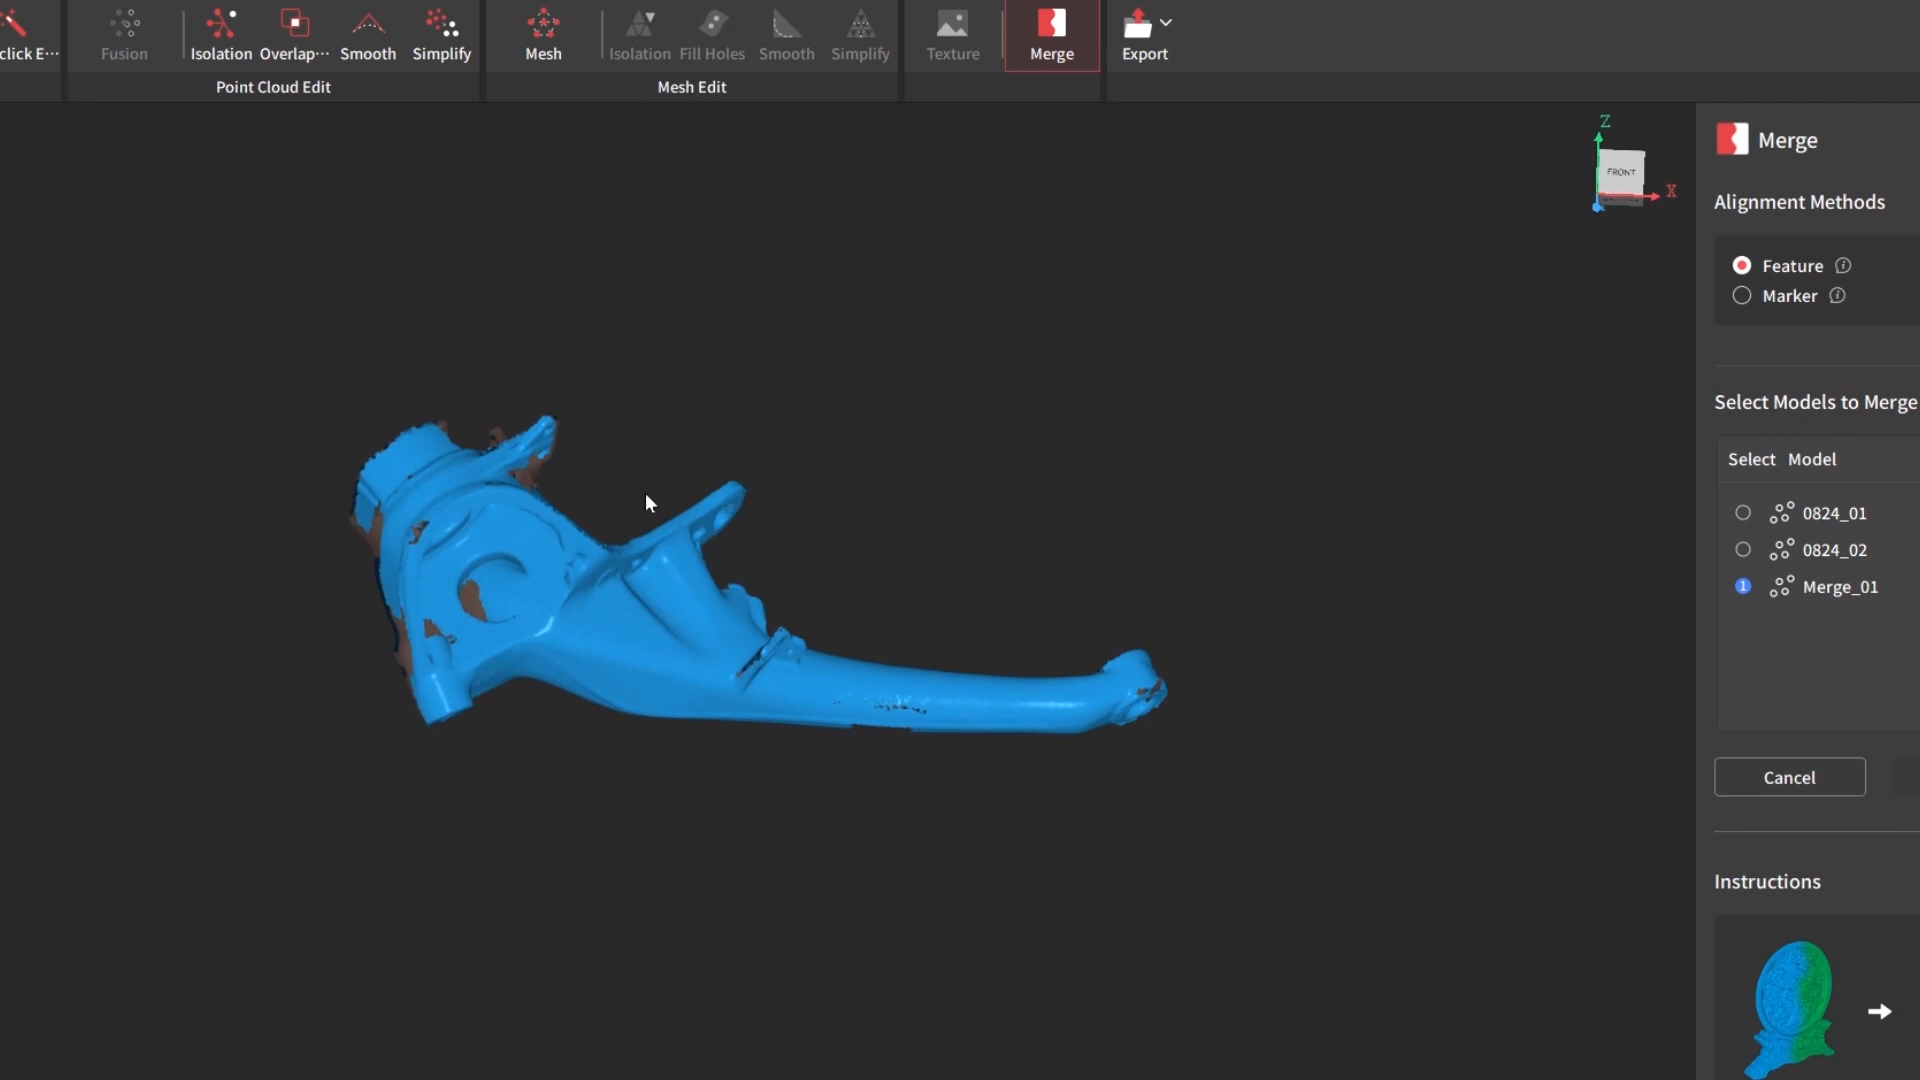 click E···
Fusion
Isolation
Overlap···
Smooth
Simplify
Mesh
Isolation
Fill Holes
Smooth
Simplify
Texture
Merge
Export
Point Cloud Edit
Mesh Edit
Z
FRONT
X
Merge
Alignment Methods
Feature
Marker
Select Models to Merge
Select Model
0824_01
0824_02
1 Merge_01
Cancel
Instructions